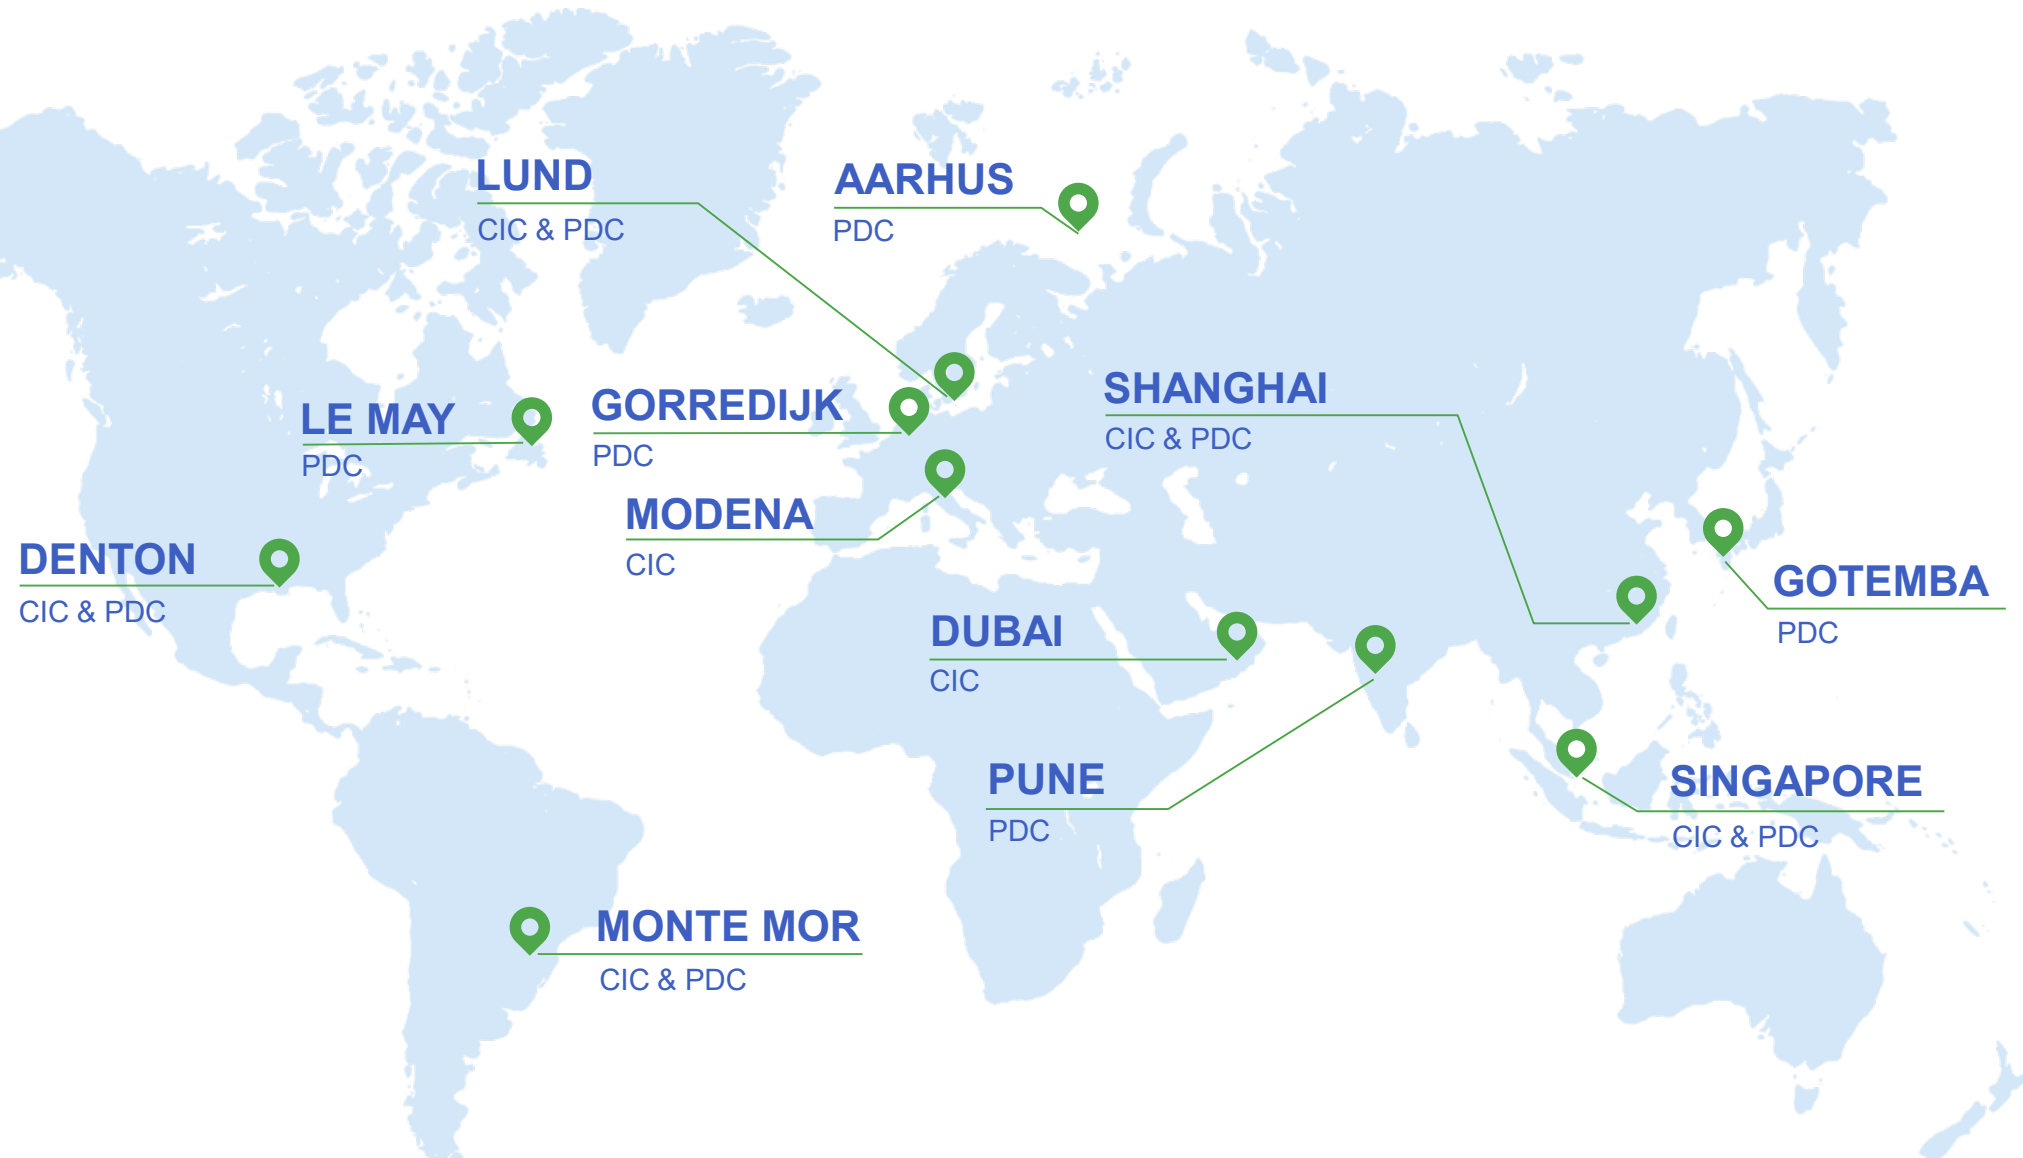 LUND
CIC & PDC
AARHUS
PDC
LE MAY
PDC
GORREDIJK
PDC
SHANGHAI
CIC & PDC
MODENA
CIC
DENTON
CIC & PDC
GOTEMBA
PDC
DUBAI
CIC
PUNE
PDC
SINGAPORE
CIC & PDC
MONTE MOR
CIC & PDC